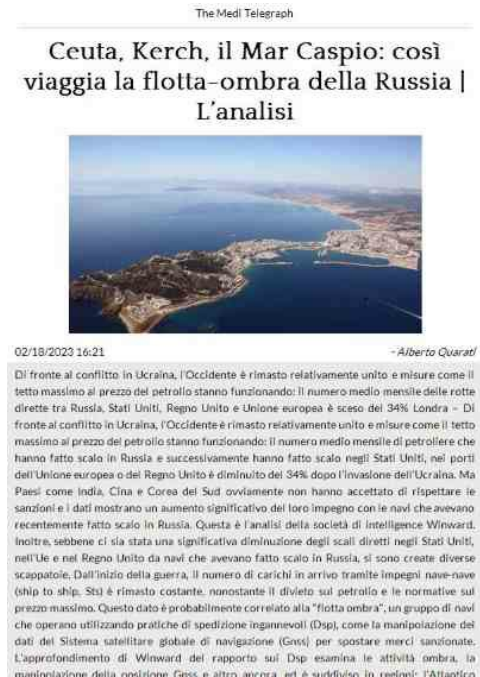 The Medi Telegraph
Ceuta, Kerch, il Mar Caspio: così
viaggia la flotta-ombra della Russia |
L'analisi
02/18/2023 16:21
- Alberto Quarati
Di fronte al conflitto in Ucraina, l'Occidente è rimasto relativamente unito e misure come il
tetto massimo al prezzo del petrolio stanno funzionando: il numero medio mensile delle rotte
dirette tra Russia, Stati Uniti, Regno Unito e Unione europea è sceso del 34% Londra – Di
fronte al conflitto in Ucraina, l'Occidente è rimasto relativamente unito e misure come il tetto
massimo al prezzo del petrolio stanno funzionando: il numero medio mensile di petroliere che
hanno fatto scalo in Russia e successivamente hanno fatto scalo negli Stati Uniti, nei porti
dell'Unione europea o del Regno Unito è diminuito del 34% dopo l'invasione dell'Ucraina. Ma
Paesi come India, Cina e Corea del Sud ovviamente non hanno accettato di rispettare le
sanzioni e i dati mostrano un aumento significativo del loro impegno con le navi che avevano
recentemente fatto scalo in Russia. Questa è l'analisi della società di intelligence Winward.
Inoltre, sebbene ci sia stata una significativa diminuzione degli scali diretti negli Stati Uniti,
nell'Ue e nel Regno Unito da navi che avevano fatto scalo in Russia, si sono create diverse
scappatoie. Dall'inizio della guerra, il numero di carichi in arrivo tramite impegni nave-nave
(ship to ship, Sts) è rimasto costante, nonostante il divieto sul petrolio e le normative sul
prezzo massimo. Questo dato è probabilmente correlato alla "flotta ombra", un gruppo di navi
che operano utilizzando pratiche di spedizione ingannevoli (Dsp), come la manipolazione dei
dati del Sistema satellitare globale di navigazione (Gnss) per spostare merci sanzionate.
L'approfondimento di Winward del rapporto sui Dsp esamina le attività ombra, la
manipolazione della posizione Gnss e altro ancora, ed è suddiviso in regioni: l'Atlantico